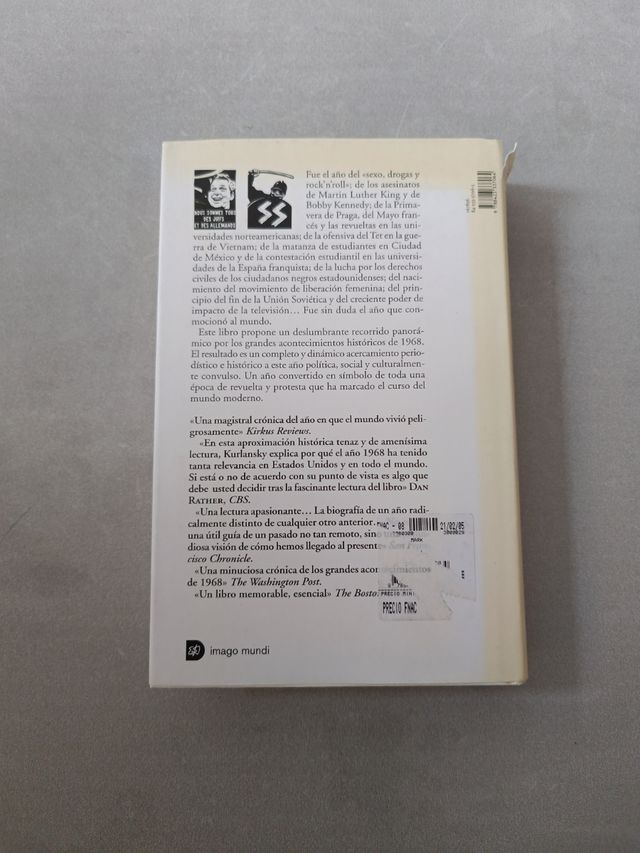 NOUS SOMMES TOUS
DES JUIFS
ET DES ALLEMANDS
SS
Fue el año del «sexo, drogas y
rock'n'roll»; de los asesinatos
de Martin Luther King y de
Bobby Kennedy; de la Prima-
vera de Praga, del Mayo fran-
cés y las revueltas en las uni-
versidades norteamericanas; de la ofensiva del Tet en la gue-
rra de Vietnam; de la matanza de estudiantes en Ciudad
de México y de la contestación estudiantil en las universi-
dades de la España franquista; de la lucha por los derechos
civiles de los ciudadanos negros estadounidenses; del naci-
miento del movimiento de liberación femenina; del prin-
cipio del fin de la Unión Soviética y del creciente poder de
impacto de la televisión... Fue sin duda el año que con-
mocionó al mundo.
Este libro propone un deslumbrante recorrido panorá-
mico por los grandes acontecimientos históricos de 1968.
El resultado es un completo y dinámico acercamiento perio-
dístico e histórico a este año política, social y culturalmen-
te convulso. Un año convertido en símbolo de toda una
época de revuelta y protesta que ha marcado el curso del
mundo moderno.
«Una magistral crónica del año en que el mundo vivió peli-
grosamente» Kirkus Reviews.
«En esta aproximación histórica tenaz y de amenísima
lectura, Kurlansky explica por qué el año 1968 ha tenido
tanta relevancia en Estados Unidos y en todo el mundo.
Si está o no de acuerdo con su punto de vista es algo que
debe usted decidir tras la fascinante lectura del libro» DAN
RATHER, CBS.
«Una lectura apasionante... La biografía de un año radi-
calmente distinto de cualquier otro anterior.
una útil guía de un pasado no tan remoto, sino
diosa visión de cómo hemos llegado al presente»
cisco Chronicle.
«Una minuciosa crónica de los grandes acontecimientos
de 1968» The Washington Post.
«Un libro memorable, esencial» The Bosto
FNAC - 08 21/02/05
3000029
MARK
PRECIO MINI
PRECIO FNAC
imago mundi